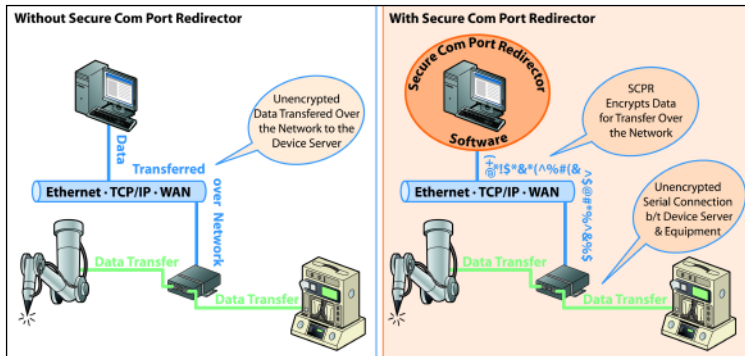 Without Secure Com Port Redirector
Unencrypted
Data Transfered Over
the Network to the
Device Server
Data
Transferred
over Network
Ethernet · TCP/IP · WAN
Data Transfer
Data Transfer
With Secure Com Port Redirector
Secure Com Port Redirector
Software
SCPR
Encrypts Data
for Transfer Over
the Network
Ethernet · TCP/IP · WAN
Unencrypted
Serial Connection
b/t Device Server
& Equipment
Data Transfer
Data Transfer